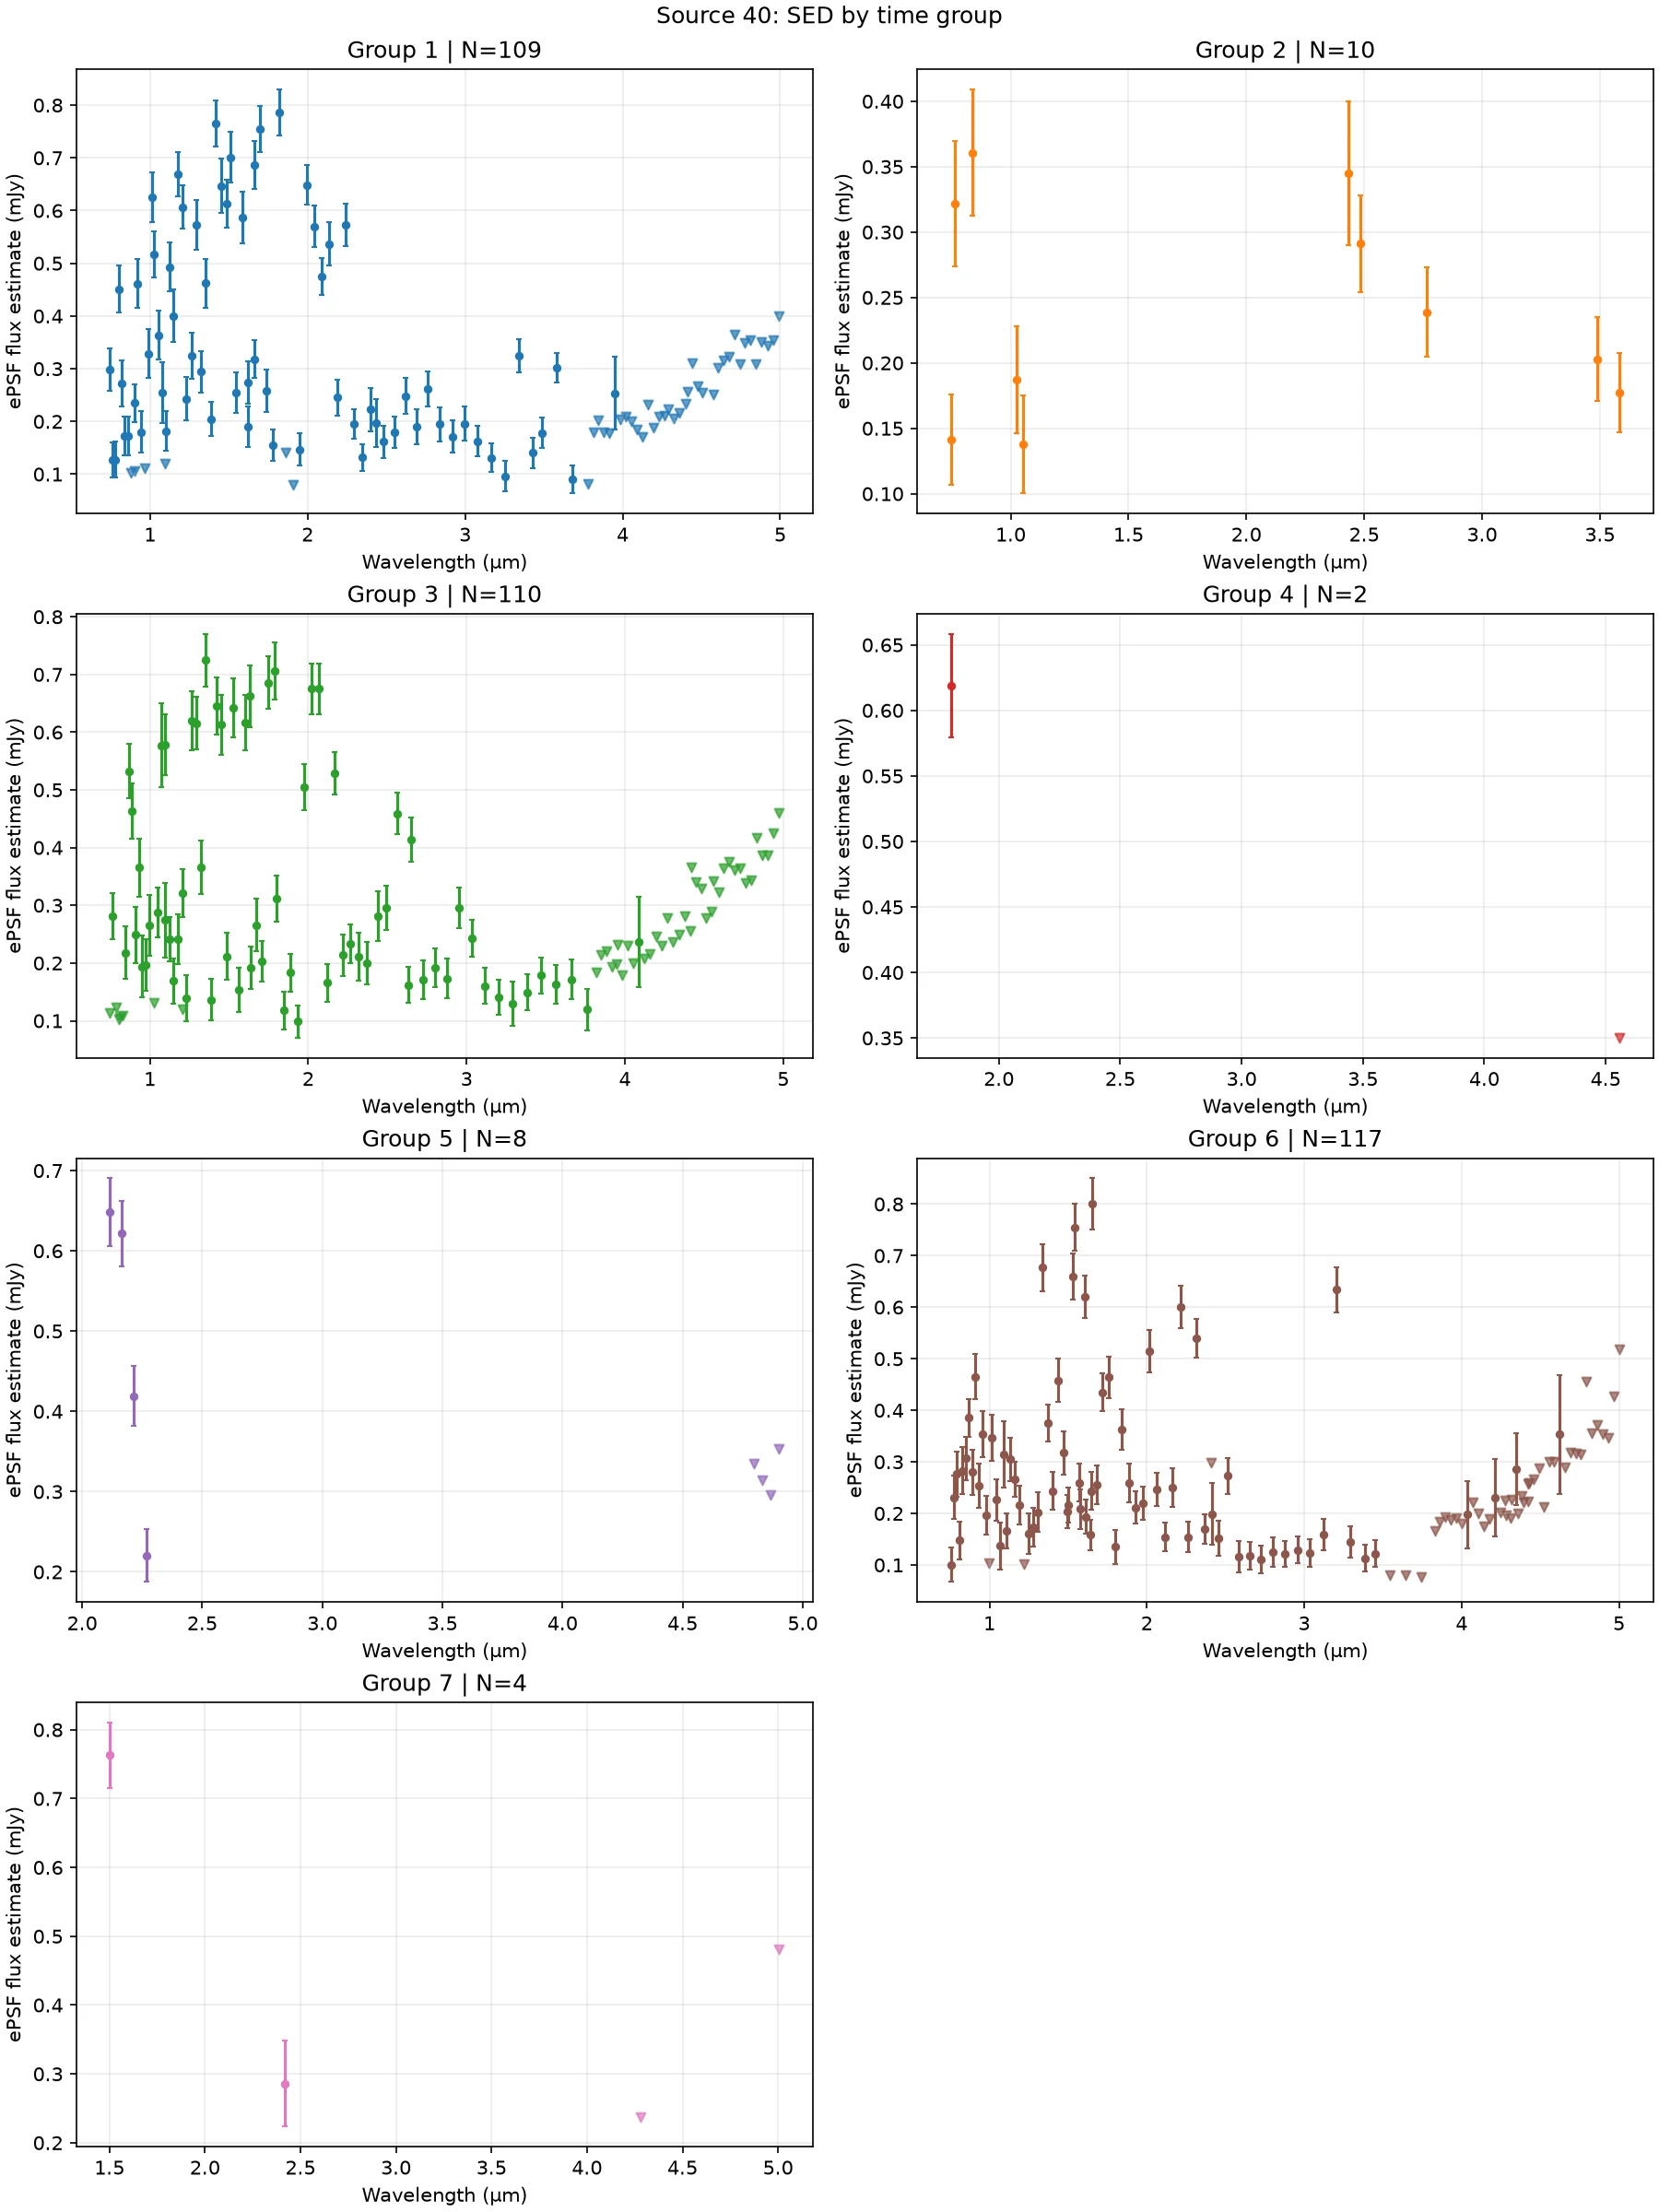 Source 40: SED by time group
Group 1 | N=109
0.8
0.7
0.6
0.5
0.4
0.3
0.2
0.1
ePSF flux estimate (mJy)
1 2 3 4 5
Wavelength (µm)
Group 2 | N=10
0.40
0.35
0.30
0.25
0.20
0.15
0.10
ePSF flux estimate (mJy)
1.0 1.5 2.0 2.5 3.0 3.5
Wavelength (µm)
Group 3 | N=110
0.8
0.7
0.6
0.5
0.4
0.3
0.2
0.1
ePSF flux estimate (mJy)
1 2 3 4 5
Wavelength (µm)
Group 4 | N=2
0.65
0.60
0.55
0.50
0.45
0.40
0.35
ePSF flux estimate (mJy)
2.0 2.5 3.0 3.5 4.0 4.5
Wavelength (µm)
Group 5 | N=8
0.7
0.6
0.5
0.4
0.3
0.2
ePSF flux estimate (mJy)
2.0 2.5 3.0 3.5 4.0 4.5 5.0
Wavelength (µm)
Group 6 | N=117
0.8
0.7
0.6
0.5
0.4
0.3
0.2
0.1
ePSF flux estimate (mJy)
1 2 3 4 5
Wavelength (µm)
Group 7 | N=4
0.8
0.7
0.6
0.5
0.4
0.3
0.2
ePSF flux estimate (mJy)
1.5 2.0 2.5 3.0 3.5 4.0 4.5 5.0
Wavelength (µm)